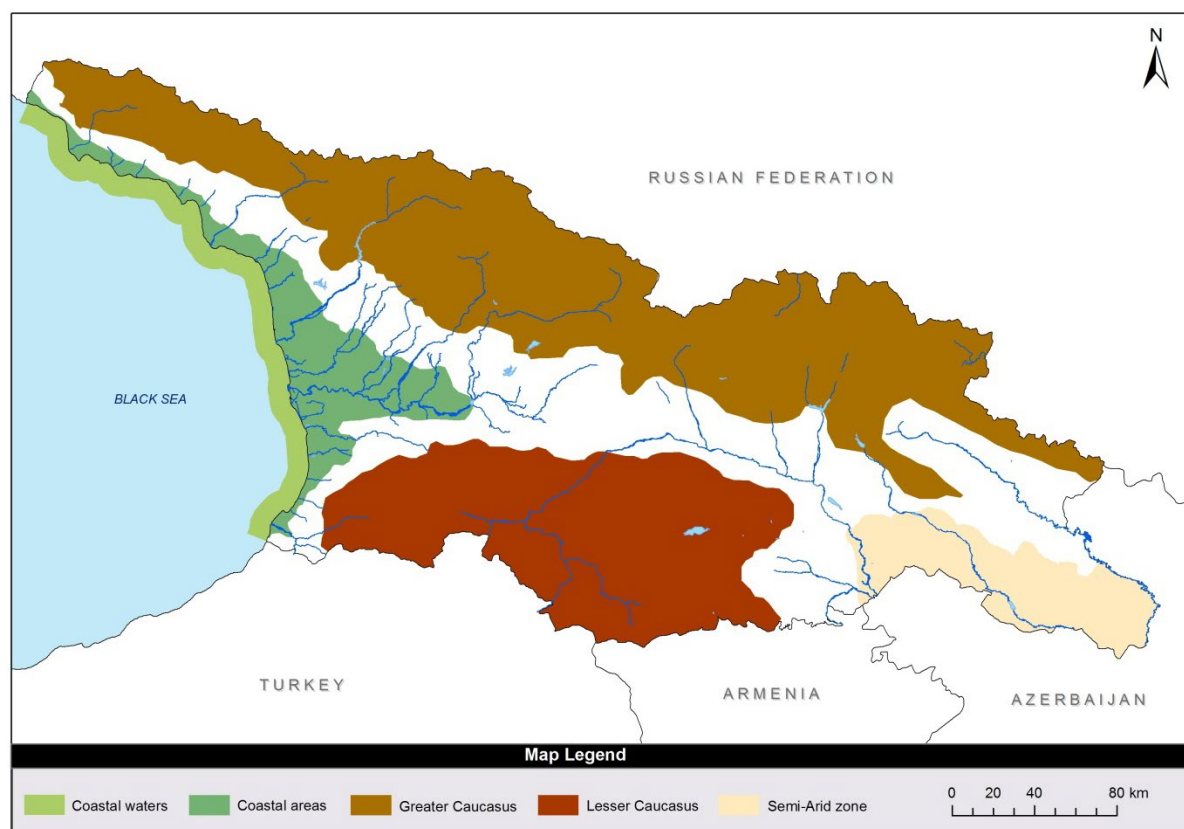 N
RUSSIAN FEDERATION
BLACK SEA
TURKEY
ARMENIA
AZERBAIJAN
Map Legend
Coastal waters
Coastal areas
Greater Caucasus
Lesser Caucasus
Semi-Arid zone
0 20 40 80 km